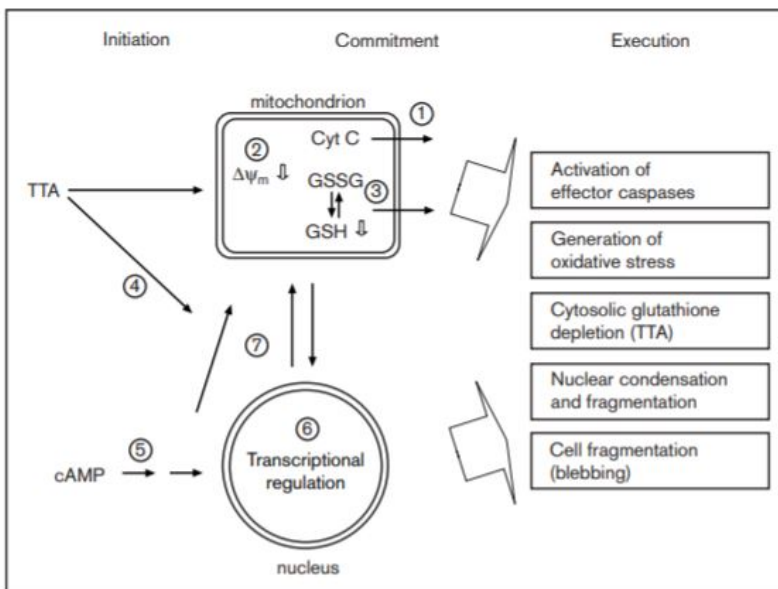 Initiation
Commitment
Execution
mitochondrion
①
Cyt C
②
Δψm ⇩
GSSG
③
GSH ⇩
TTA
④
⑦
⑤
cAMP
⑥
Transcriptional
regulation
nucleus
Activation of
effector caspases
Generation of
oxidative stress
Cytosolic glutathione
depletion (TTA)
Nuclear condensation
and fragmentation
Cell fragmentation
(blebbing)